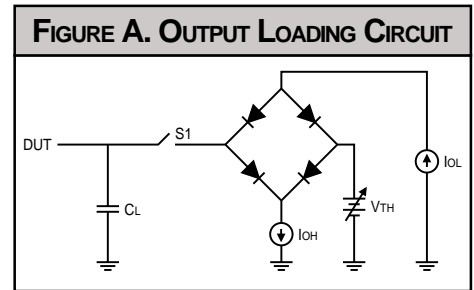 FIGURE A. OUTPUT LOADING CIRCUIT
DUT
S1
CL
IOH
VTH
IOL